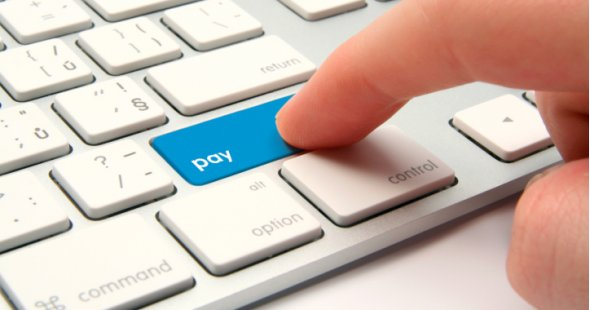 return
pay
control
alt
option
⌘ command
+
=
ů
!
§
?
-